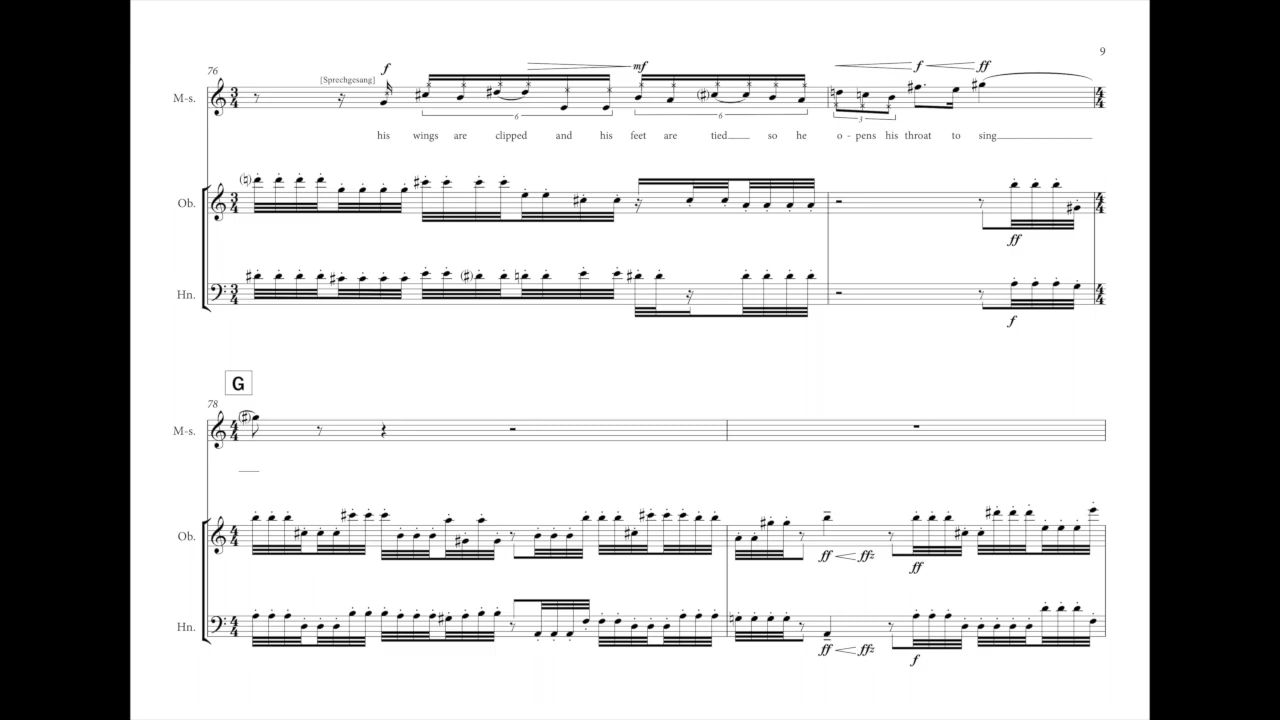 9
76
[Sprechgesang]
f
mf
f
ff
M-s.
6
6
3
his wings are clipped and his feet are tied so he o - pens his throat to sing
Ob.
ff
Hn.
f
G
78
M-s.
Ob.
ff
ffz
ff
Hn.
ff
ffz
f